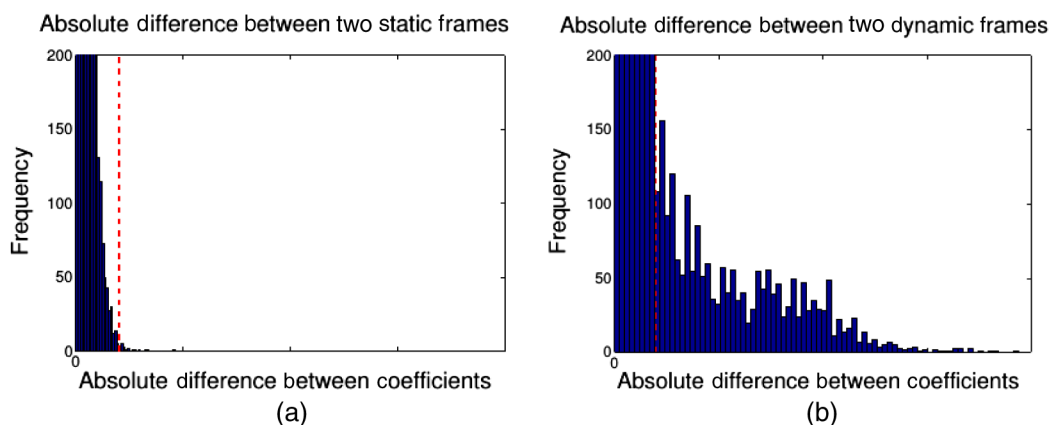 Absolute difference between two static frames
200
150
100
50
0
0
Frequency
Absolute difference between coefficients
(a)
Absolute difference between two dynamic frames
200
150
100
50
0
0
Frequency
Absolute difference between coefficients
(b)